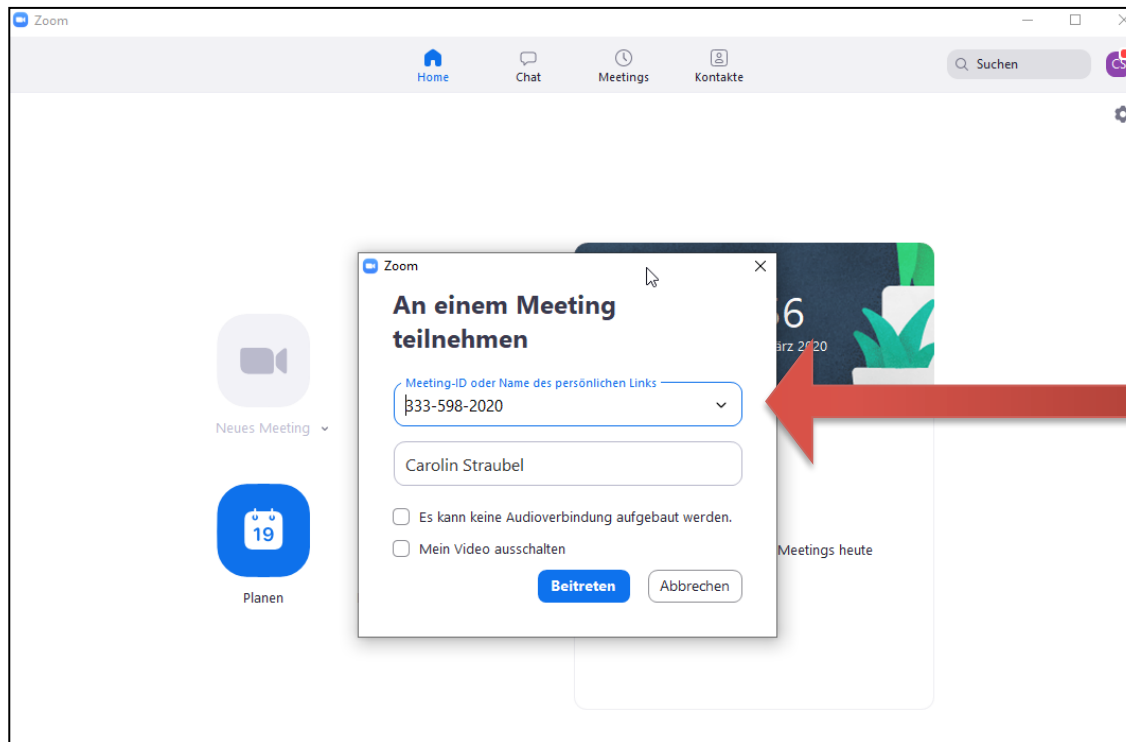 Zoom
Home
Chat
Meetings
Kontakte
Suchen
CS
Zoom
An einem Meeting
teilnehmen
Meeting-ID oder Name des persönlichen Links
333-598-2020
Carolin Straubel
Es kann keine Audioverbindung aufgebaut werden.
Mein Video ausschalten
Beitreten
Abbrechen
2020
Neues Meeting
19
Planen
Meetings heute